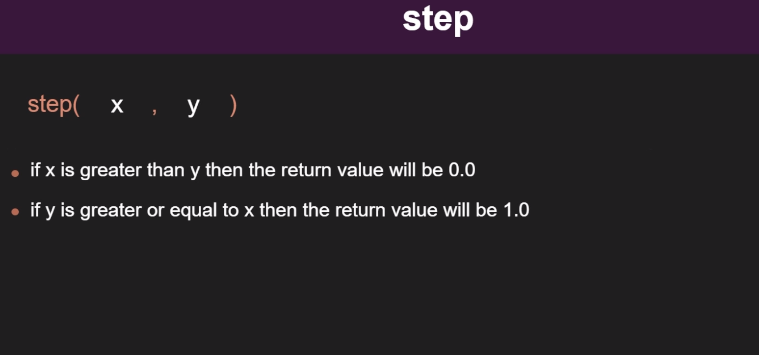 step
step( x , y )
• if x is greater than y then the return value will be 0.0
• if y is greater or equal to x then the return value will be 1.0